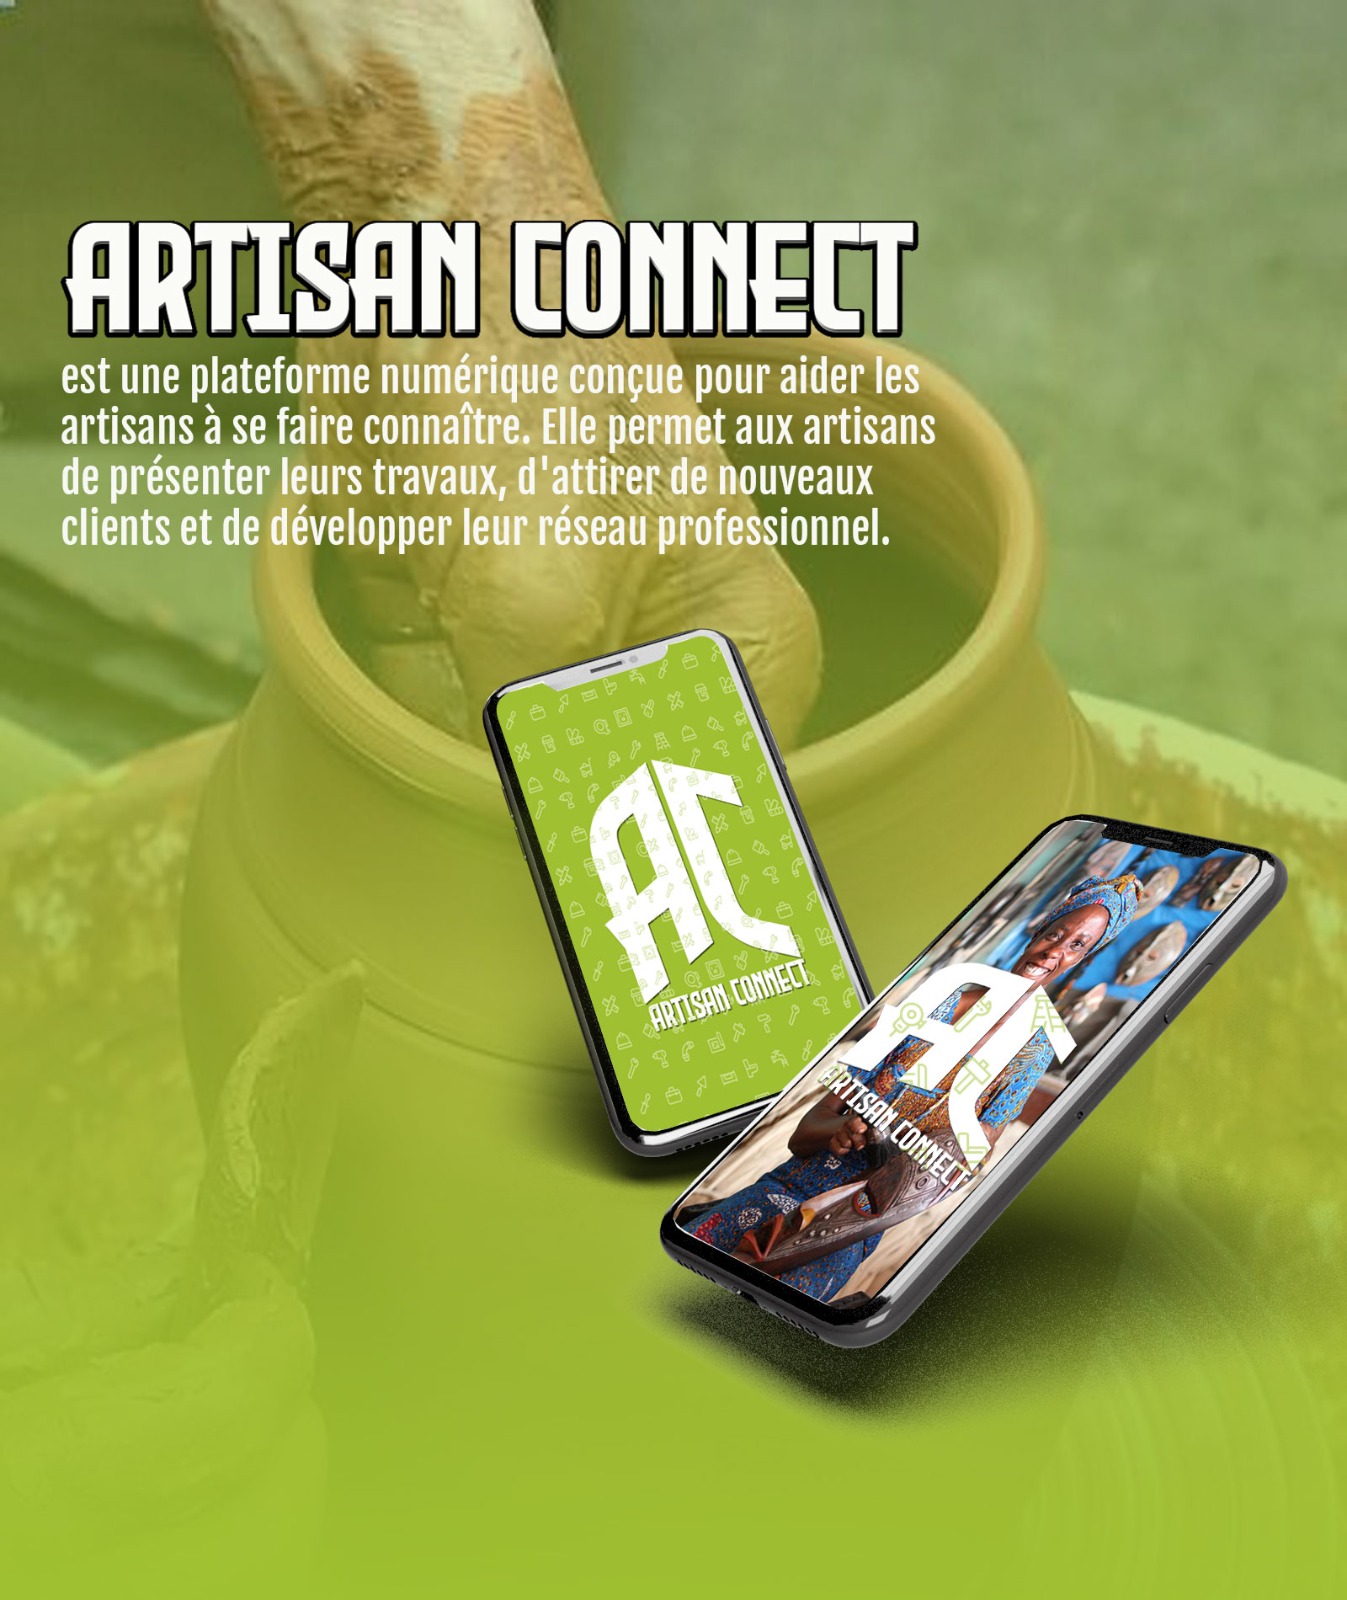 ARTISAN CONNECT
est une plateforme numérique conçue pour aider les
artisans à se faire connaître. Elle permet aux artisans
de présenter leurs travaux, d'attirer de nouveaux
clients et de développer leur réseau professionnel.
AC
ARTISAN CONNECT
AC
ARTISAN CONNECT